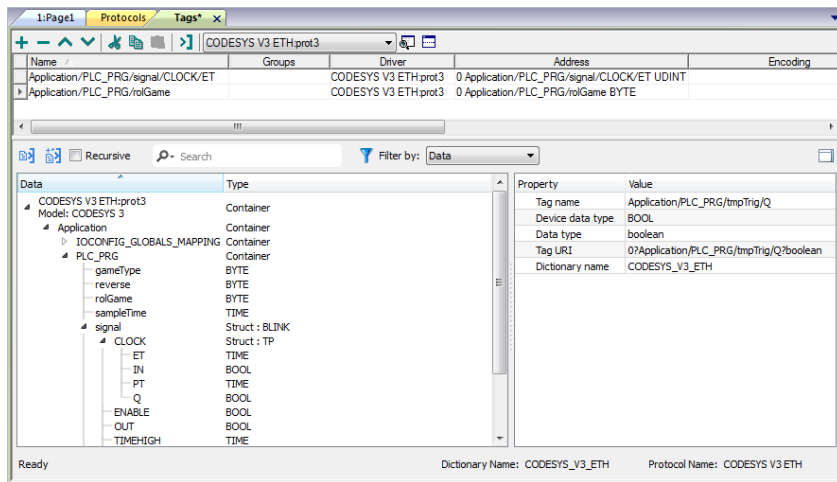 1:Page1 Protocols Tags* x
CODESYS V3 ETH:prot3
Name Groups Driver Address Encoding
Application/PLC_PRG/signal/CLOCK/ET CODESYS V3 ETH:prot3 0 Application/PLC_PRG/signal/CLOCK/ET UDINT
Application/PLC_PRG/rolGame CODESYS V3 ETH:prot3 0 Application/PLC_PRG/rolGame BYTE
Recursive Search Filter by: Data
Data Type
CODESYS V3 ETH:prot3
Model: CODESYS 3 Container
Application Container
IOCONFIG_GLOBALS_MAPPING Container
PLC_PRG Container
gameType BYTE
reverse BYTE
rolGame BYTE
sampleTime TIME
signal Struct : BLINK
CLOCK Struct : TP
ET TIME
IN BOOL
PT TIME
Q BOOL
ENABLE BOOL
OUT BOOL
TIMEHIGH TIME
Property Value
Tag name Application/PLC_PRG/tmpTrig/Q
Device data type BOOL
Data type boolean
Tag URI 0?Application/PLC_PRG/tmpTrig/Q?boolean
Dictionary name CODESYS_V3_ETH
Ready Dictionary Name: CODESYS_V3_ETH Protocol Name: CODESYS V3 ETH